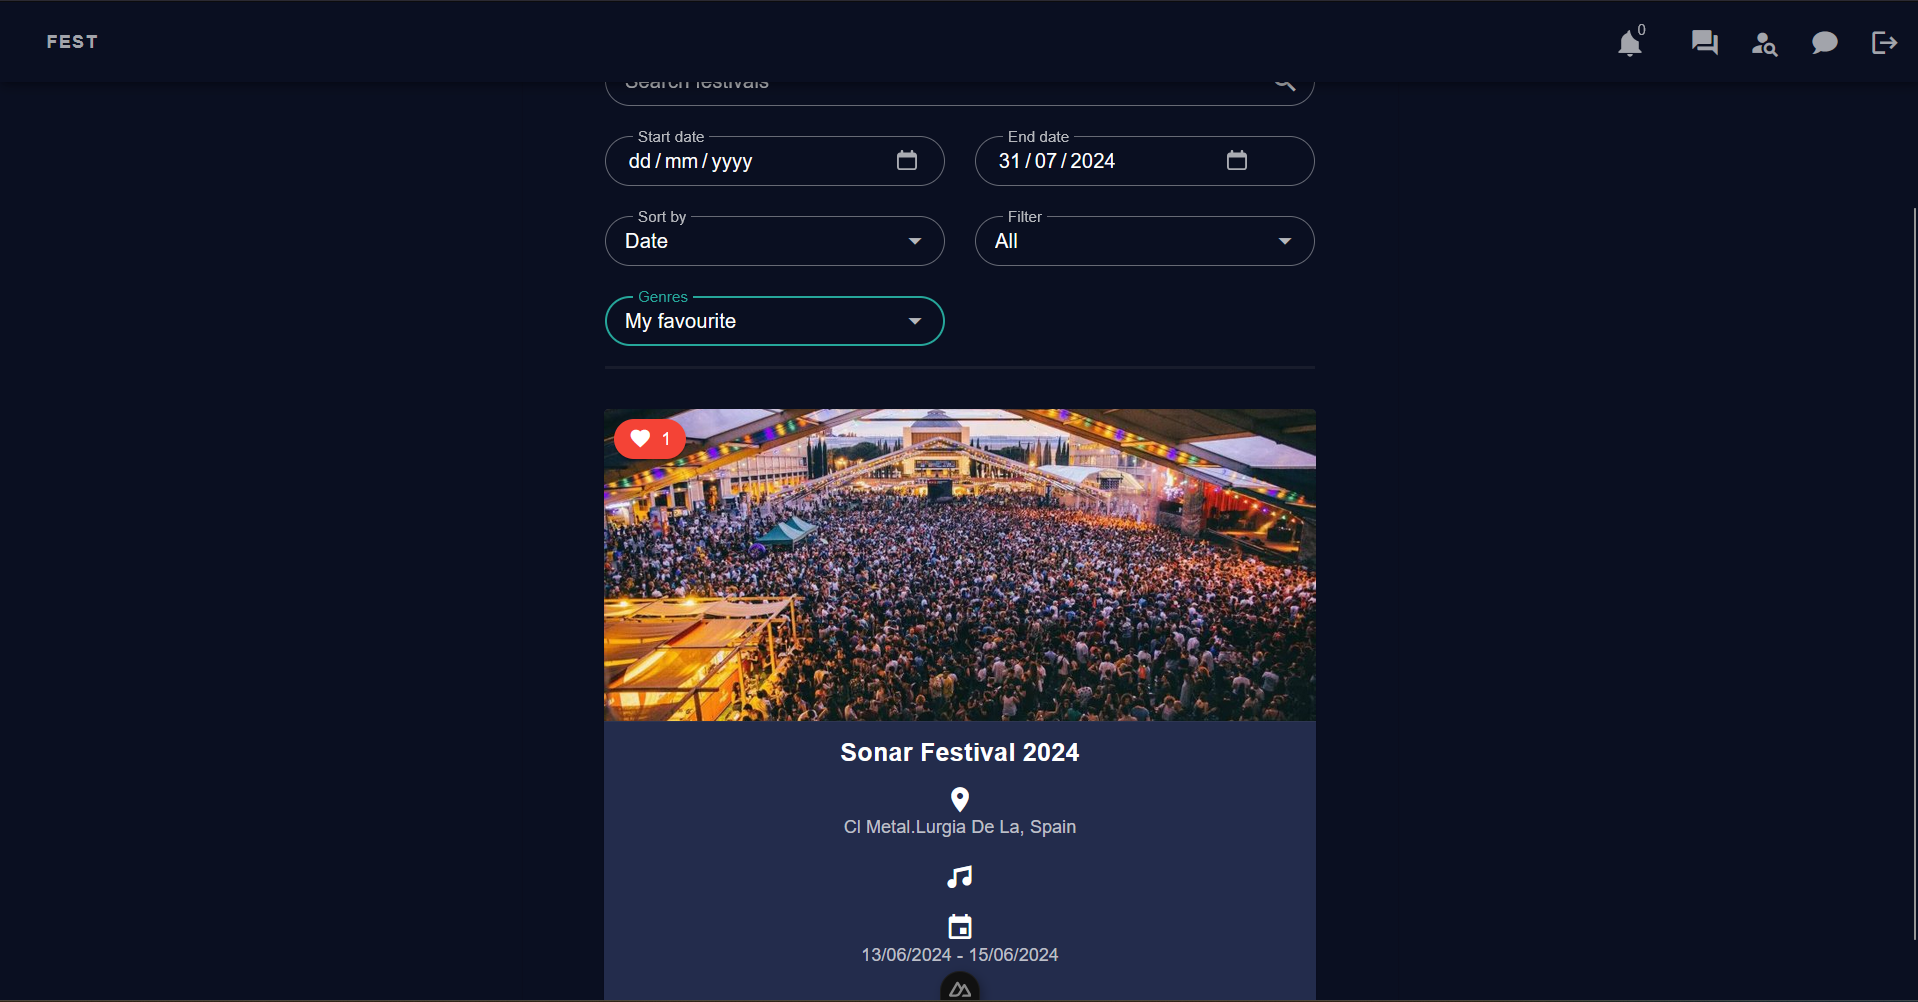 FEST
0
Search festivals
Start date
dd/mm/yyyy
End date
31/07/2024
Sort by
Date
Filter
All
Genres
My favourite
1
Sonar Festival 2024
Cl Metal.Lurgia De La, Spain
13/06/2024 - 15/06/2024